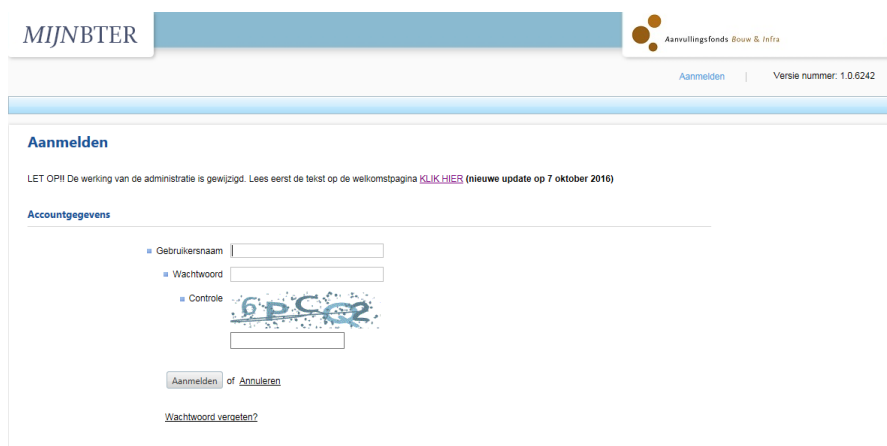 MIJNBTER
Aanvullingsfonds Bouw & Infra
Aanmelden | Versie nummer: 1.0.6242
Aanmelden
LET OP!! De werking van de administratie is gewijzigd. Lees eerst de tekst op de welkomstpagina KLIK HIER (nieuwe update op 7 oktober 2016)
Accountgegevens
Gebruikersnaam
Wachtwoord
Controle 6PCG2
Aanmelden of Annuleren
Wachtwoord vergeten?